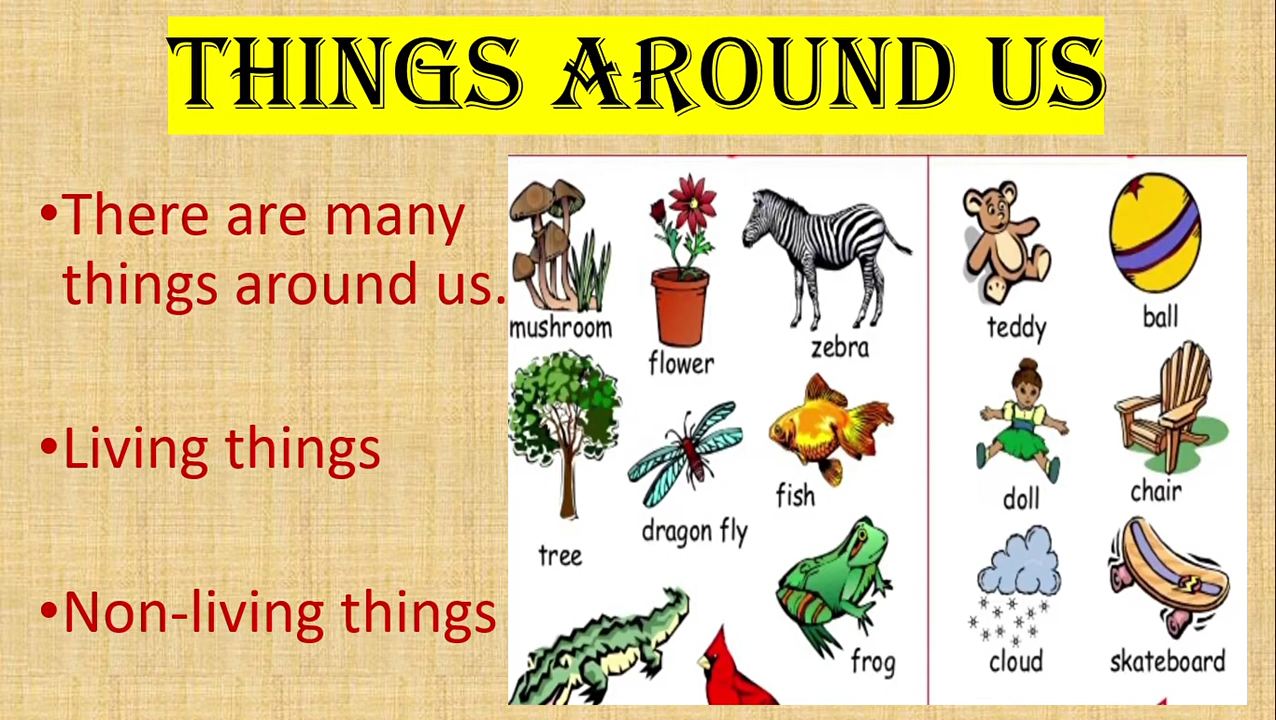 THINGS AROUND US
•There are many
things around us.
•Living things
•Non-living things
mushroom
flower
zebra
tree
dragon fly
fish
frog
teddy
ball
doll
chair
cloud
skateboard